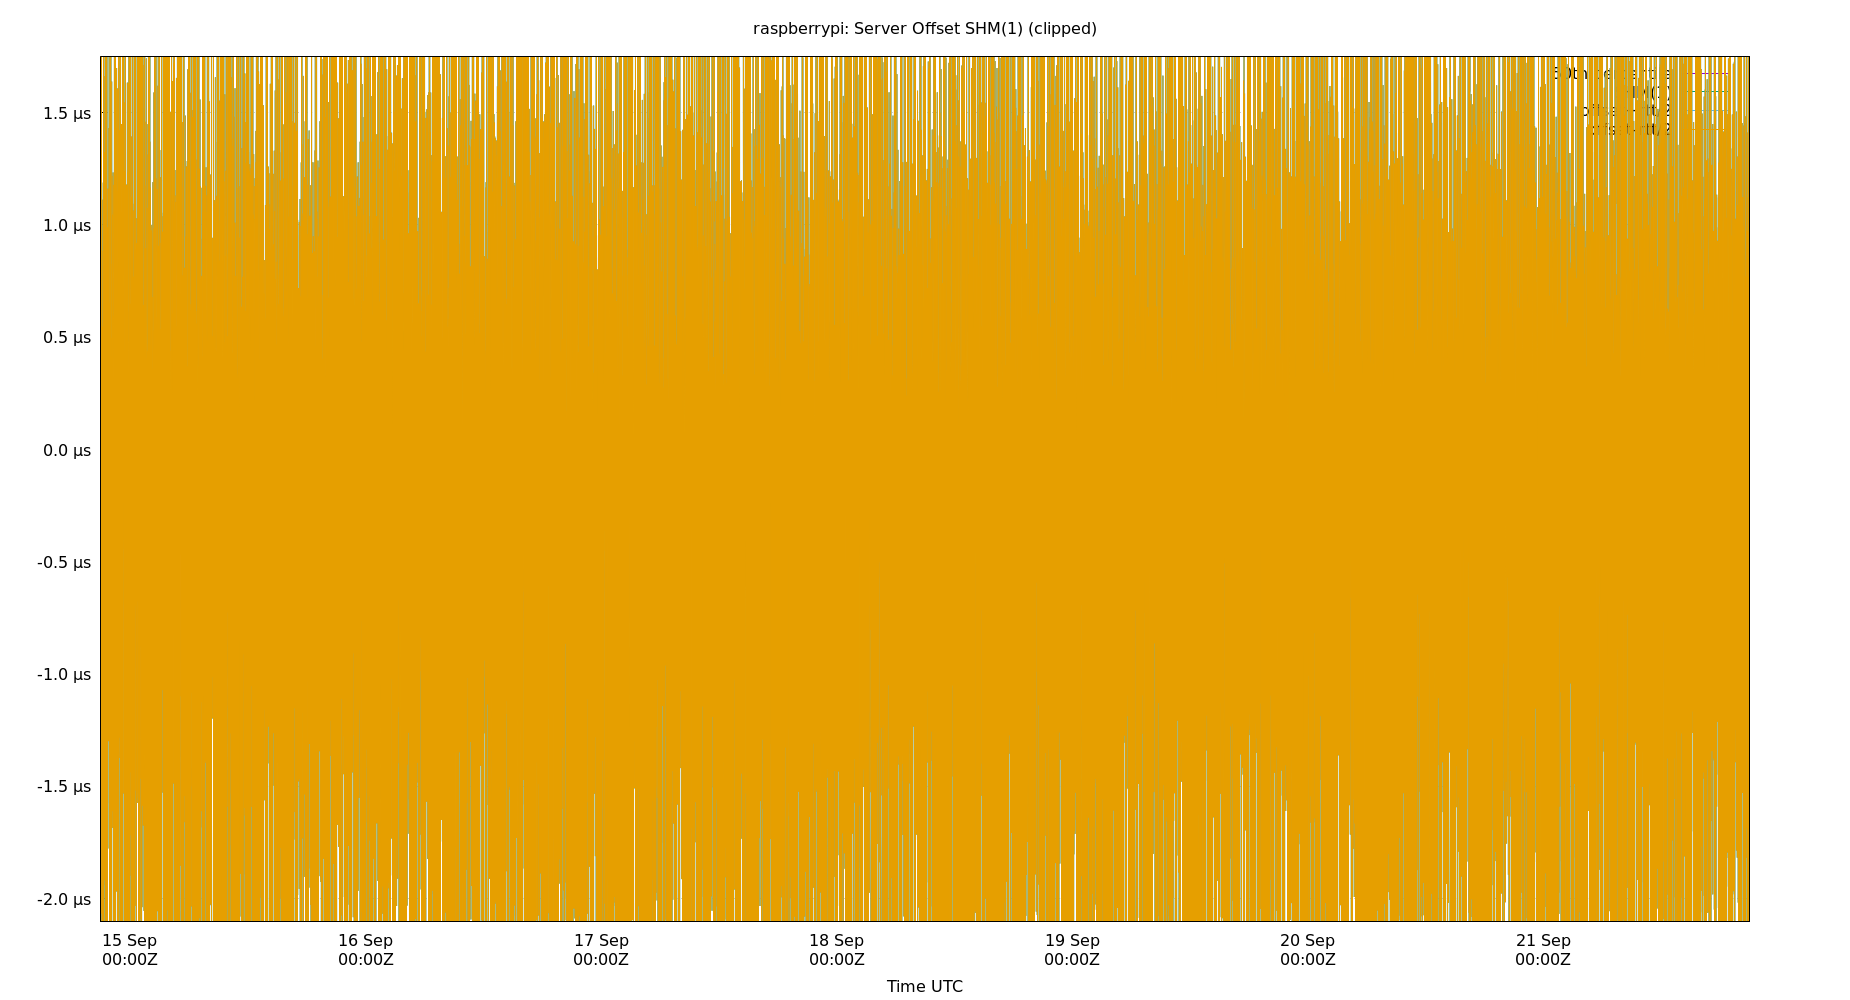 raspberrypi: Server Offset SHM(1) (clipped)
1.5 µs
1.0 µs
0.5 µs
0.0 µs
-0.5 µs
-1.0 µs
-1.5 µs
-2.0 µs
15 Sep 16 Sep 17 Sep 18 Sep 19 Sep 20 Sep 21 Sep
00:00Z 00:00Z 00:00Z 00:00Z 00:00Z 00:00Z 00:00Z
Time UTC